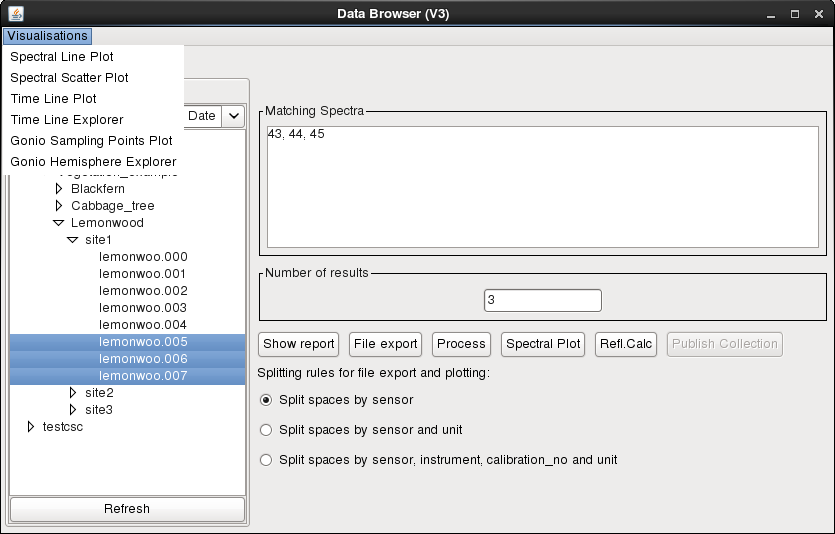 Data Browser (V3)
Visualisations
Spectral Line Plot
Spectral Scatter Plot
Time Line Plot
Time Line Explorer
Gonio Sampling Points Plot
Gonio Hemisphere Explorer
Date
Vegetation_example
Blackfern
Cabbage_tree
Lemonwood
site1
lemonwoo.000
lemonwoo.001
lemonwoo.002
lemonwoo.003
lemonwoo.004
lemonwoo.005
lemonwoo.006
lemonwoo.007
site2
site3
testcsc
Refresh
Matching Spectra
43, 44, 45
Number of results
3
Show report File export Process Spectral Plot Refl.Calc Publish Collection
Splitting rules for file export and plotting:
Split spaces by sensor
Split spaces by sensor and unit
Split spaces by sensor, instrument, calibration_no and unit